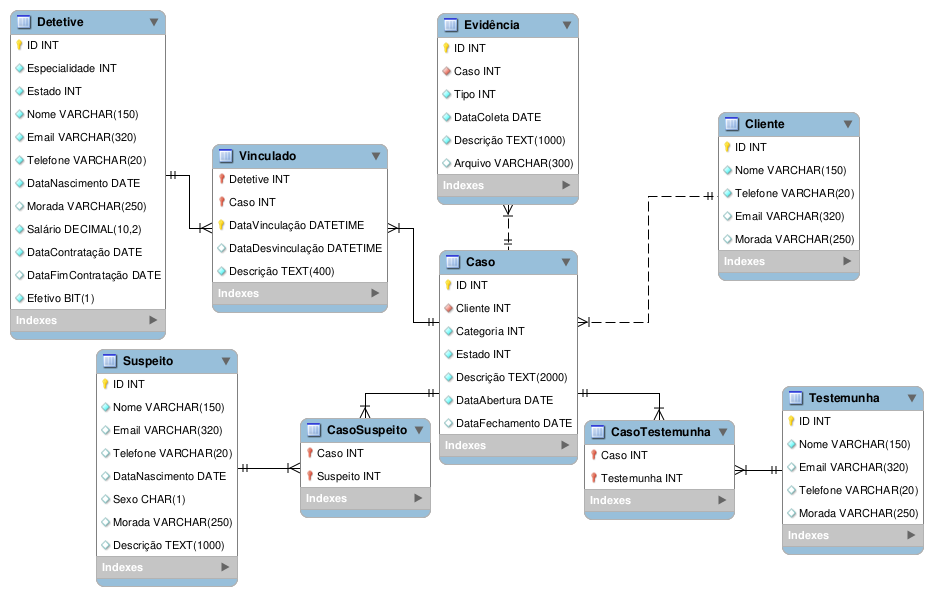 Detetive
ID INT
Especialidade INT
Estado INT
Nome VARCHAR(150)
Email VARCHAR(320)
Telefone VARCHAR(20)
DataNascimento DATE
Morada VARCHAR(250)
Salário DECIMAL(10,2)
DataContratação DATE
DataFimContratação DATE
Efetivo BIT(1)
Indexes
Vinculado
Detetive INT
Caso INT
DataVinculação DATETIME
DataDesvinculação DATETIME
Descrição TEXT(400)
Indexes
Evidência
ID INT
Caso INT
Tipo INT
DataColeta DATE
Descrição TEXT(1000)
Arquivo VARCHAR(300)
Indexes
Cliente
ID INT
Nome VARCHAR(150)
Telefone VARCHAR(20)
Email VARCHAR(320)
Morada VARCHAR(250)
Indexes
Caso
ID INT
Cliente INT
Categoria INT
Estado INT
Descrição TEXT(2000)
DataAbertura DATE
DataFechamento DATE
Indexes
Suspeito
ID INT
Nome VARCHAR(150)
Email VARCHAR(320)
Telefone VARCHAR(20)
DataNascimento DATE
Sexo CHAR(1)
Morada VARCHAR(250)
Descrição TEXT(1000)
Indexes
CasoSuspeito
Caso INT
Suspeito INT
Indexes
CasoTestemunha
Caso INT
Testemunha INT
Indexes
Testemunha
ID INT
Nome VARCHAR(150)
Email VARCHAR(320)
Telefone VARCHAR(20)
Morada VARCHAR(250)
Indexes